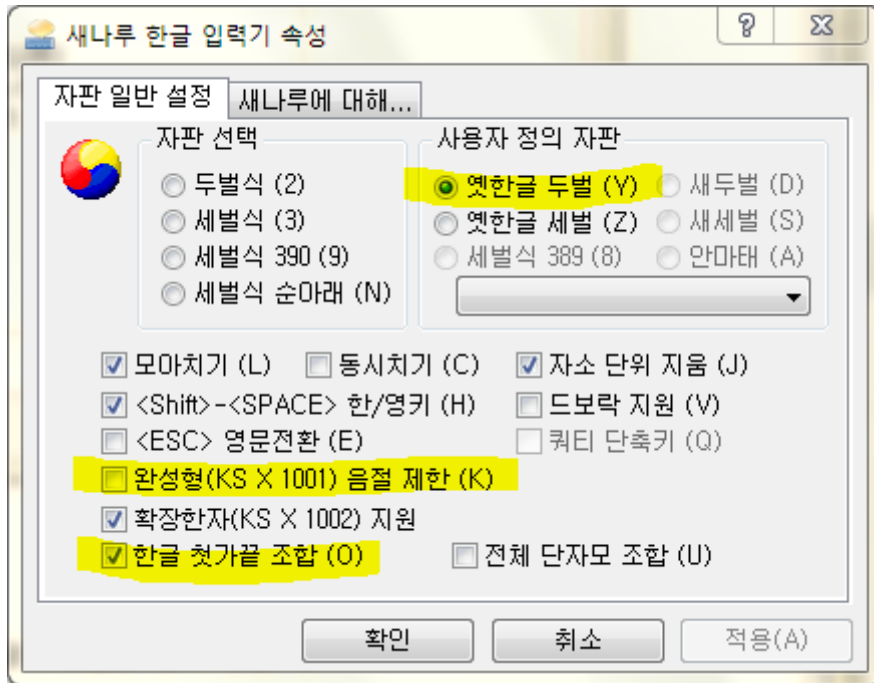 새나루 한글 입력기 속성
자판 일반 설정 새나루에 대해...
자판 선택 사용자 정의 자판
두벌식 (2) 옛한글 두벌 (Y) 새두벌 (D)
세벌식 (3) 옛한글 세벌 (Z) 새세벌 (S)
세벌식 390 (9) 세벌식 389 (8) 안마태 (A)
세벌식 순아래 (N)
모아치기 (L) 동시치기 (C) 자소 단위 지움 (J)
<Shift>-<SPACE> 한/영키 (H) 드보락 지원 (V)
<ESC> 영문전환 (E) 쿼티 단축키 (Q)
완성형(KS X 1001) 음절 제한 (K)
확장한자(KS X 1002) 지원
한글 첫가끝 조합 (O) 전체 단자모 조합 (U)
확인 취소 적용(A)